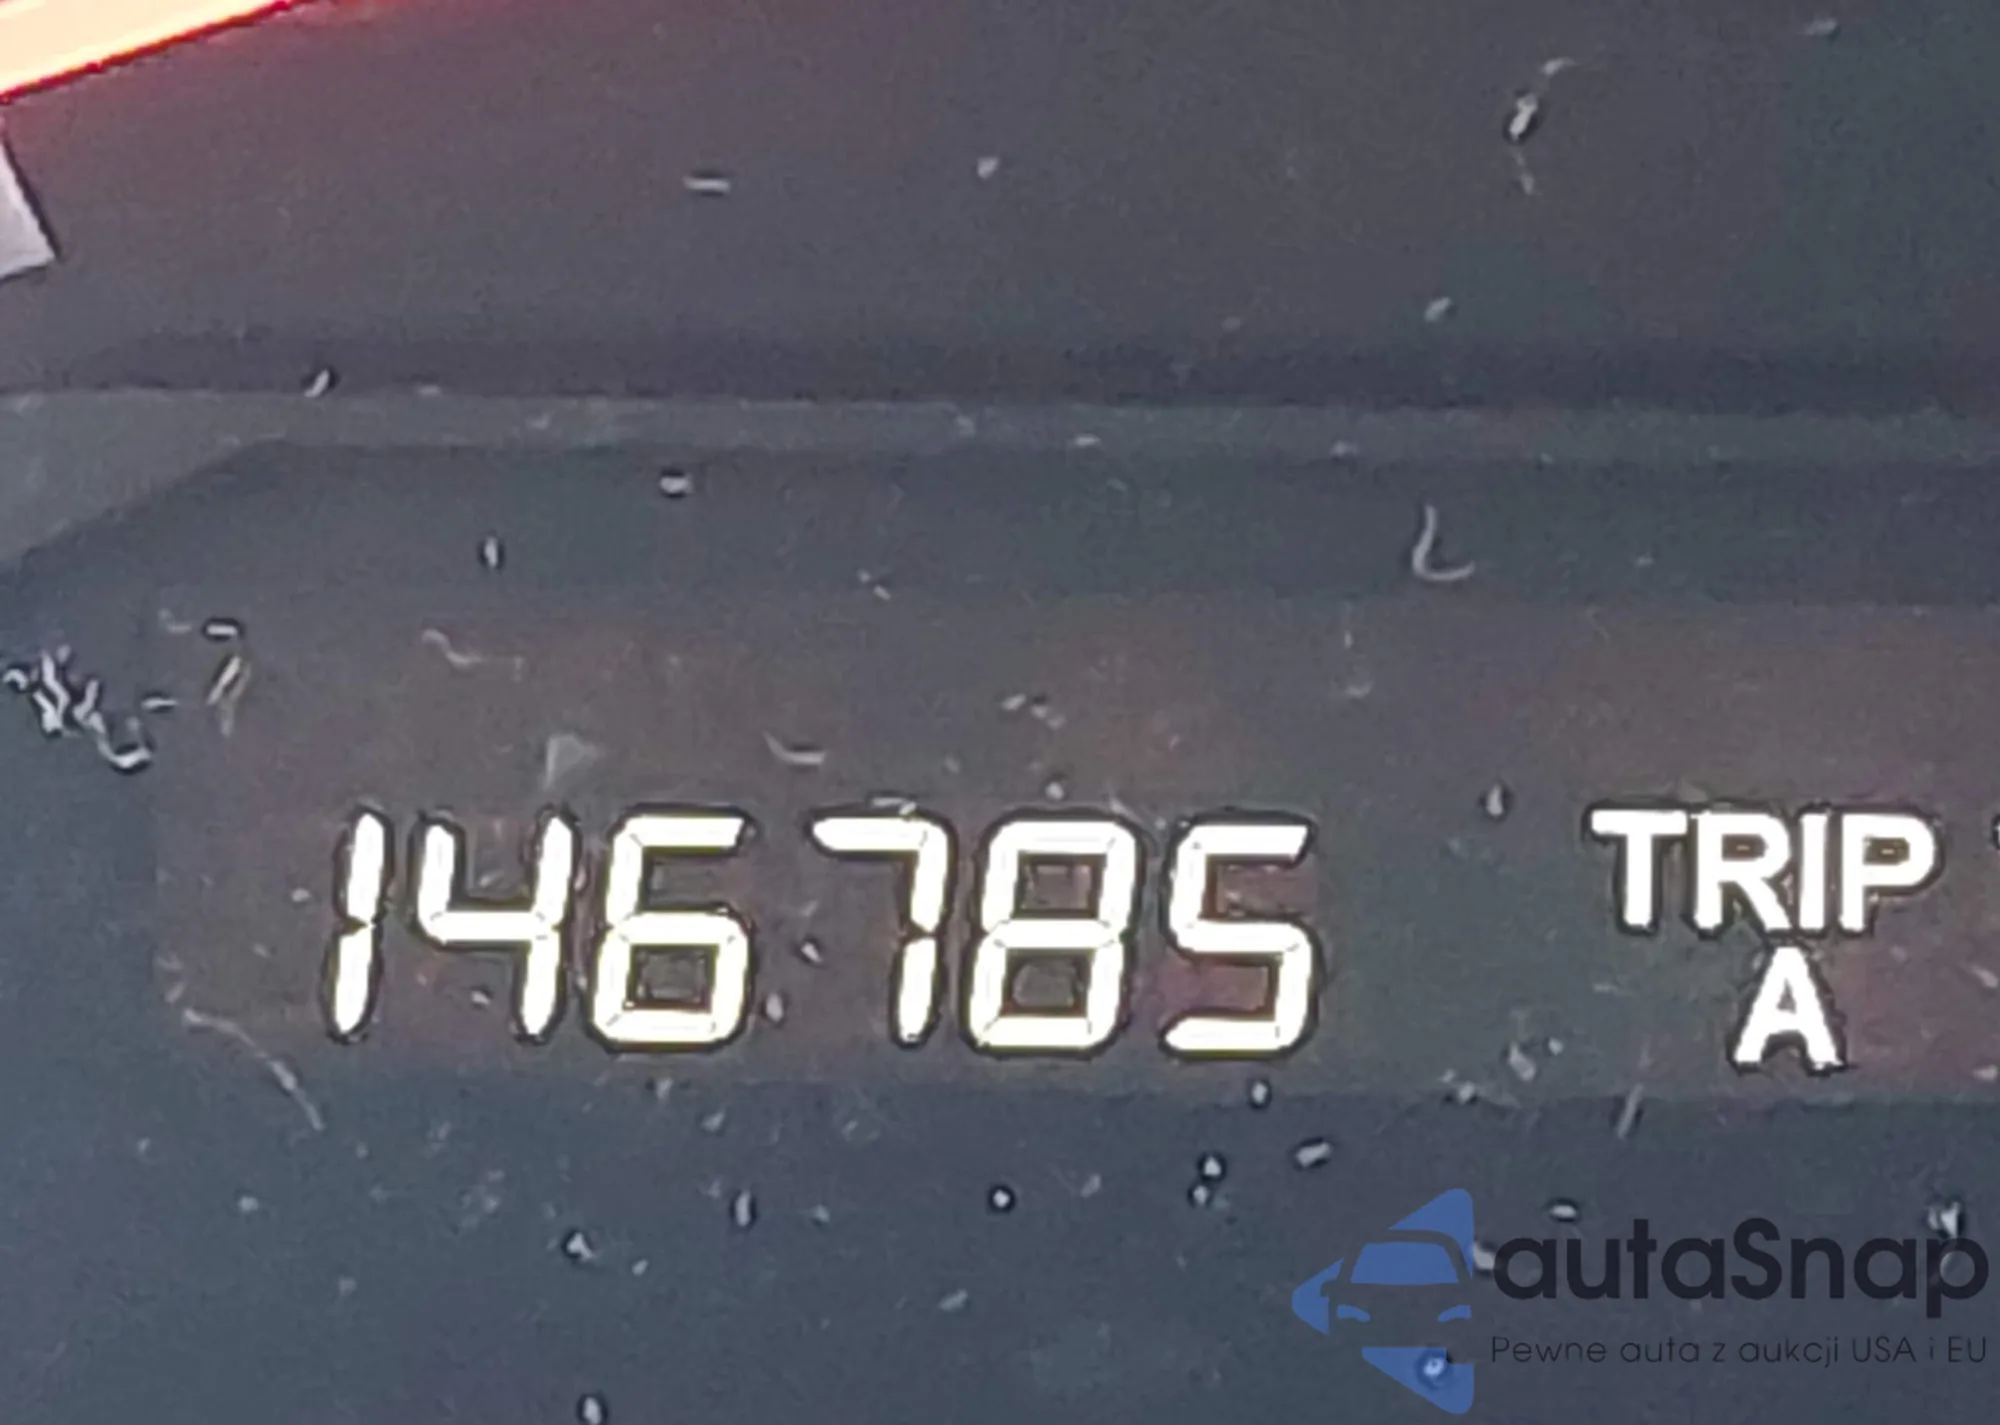 146785 TRIP
A
autaSnap
Pewne auta z aukcji USA i EU